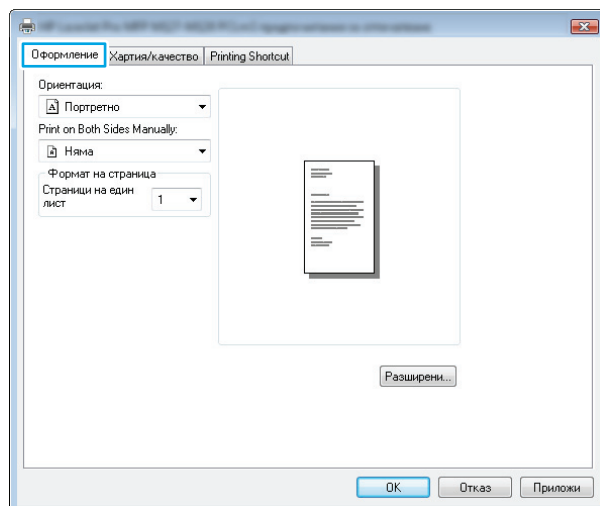 Оформление Хартия/качество Printing Shortcut
Ориентация:
Портретно
Print on Both Sides Manually:
Няма
Формат на страница
Страници на един
лист
1
Разширени...
OK Отказ Приложи